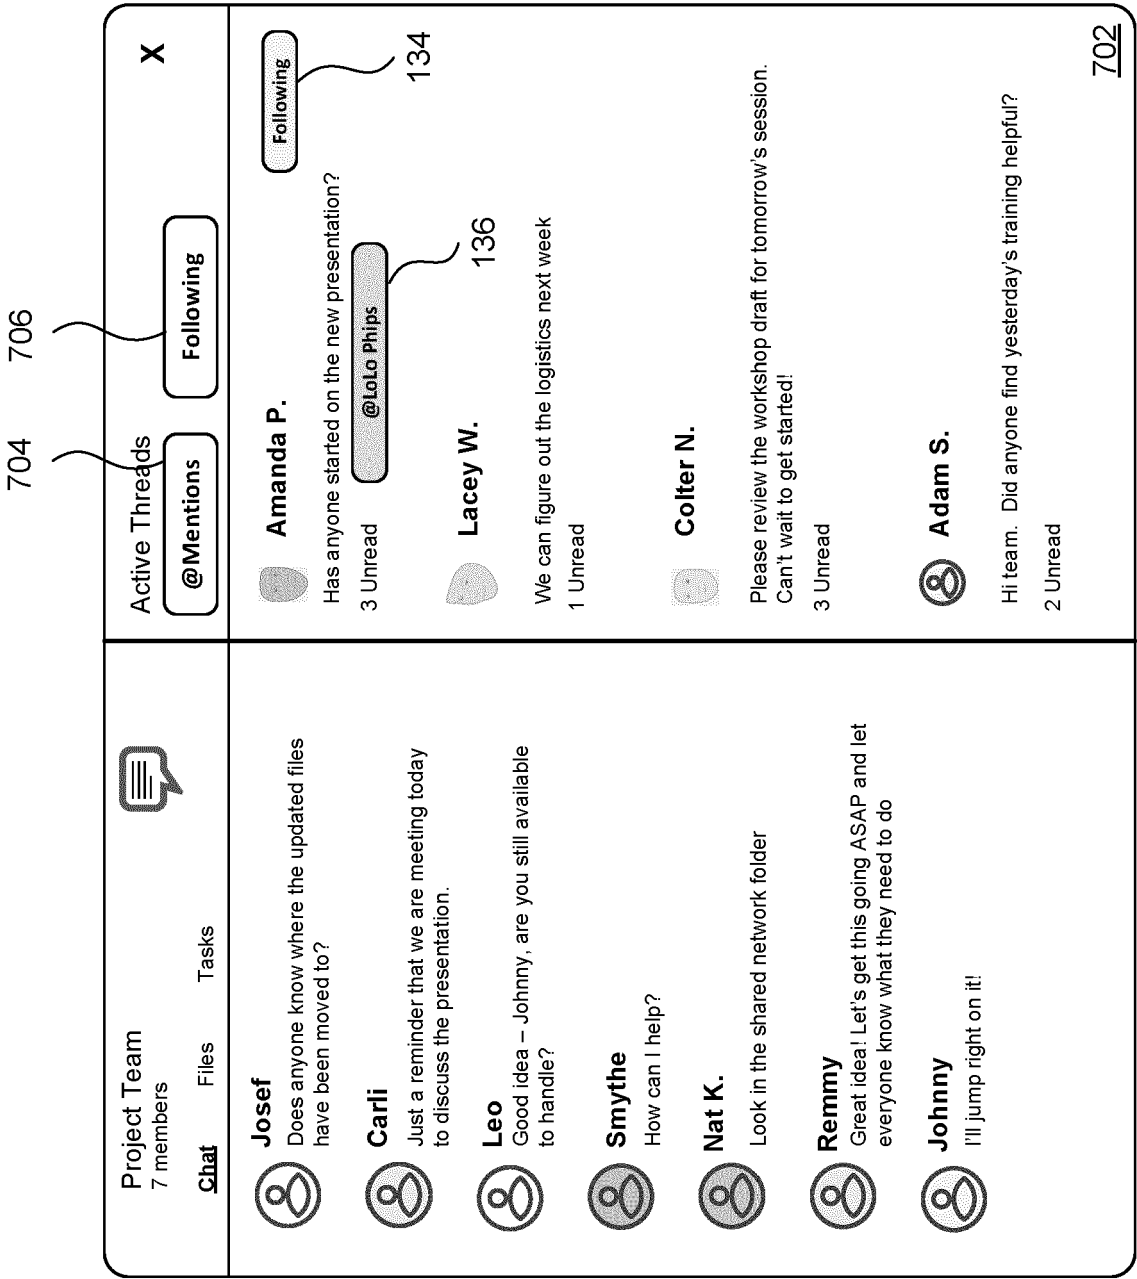 Project Team
7 members
Chat Files Tasks
Josef
Does anyone know where the updated files
have been moved to?
Carli
Just a reminder that we are meeting today
to discuss the presentation.
Leo
Good idea – Johnny, are you still available
to handle?
Smythe
How can I help?
Nat K.
Look in the shared network folder
Remmy
Great idea! Let's get this going ASAP and let
everyone know what they need to do
Johnny
I'll jump right on it!
704
706
Active Threads
X
@Mentions
Following
Amanda P.
Following
134
Has anyone started on the new presentation?
3 Unread
@LoLo Phips
136
Lacey W.
We can figure out the logistics next week
1 Unread
Colter N.
Please review the workshop draft for tomorrow's session.
Can't wait to get started!
3 Unread
Adam S.
Hi team. Did anyone find yesterday's training helpful?
2 Unread
702